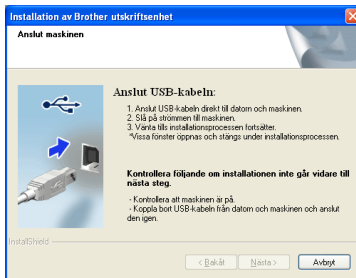 Installation av Brother utskriftsenhet
Anslut maskinen
Anslut USB-kabeln:
1. Anslut USB-kabeln direkt till datorn och maskinen.
2. Slå på strömmen till maskinen.
3. Vänta tills installationsprocessen fortsätter.
*Vissa fönster öppnas och stängs under installationsprocessen.
Kontrollera följande om installationen inte går vidare till
nästa steg.
- Kontrollera att maskinen är på.
- Koppla bort USB-kabeln från datorn och maskinen och anslut
den igen.
InstallShield
< Bakåt Nästa > Avbryt